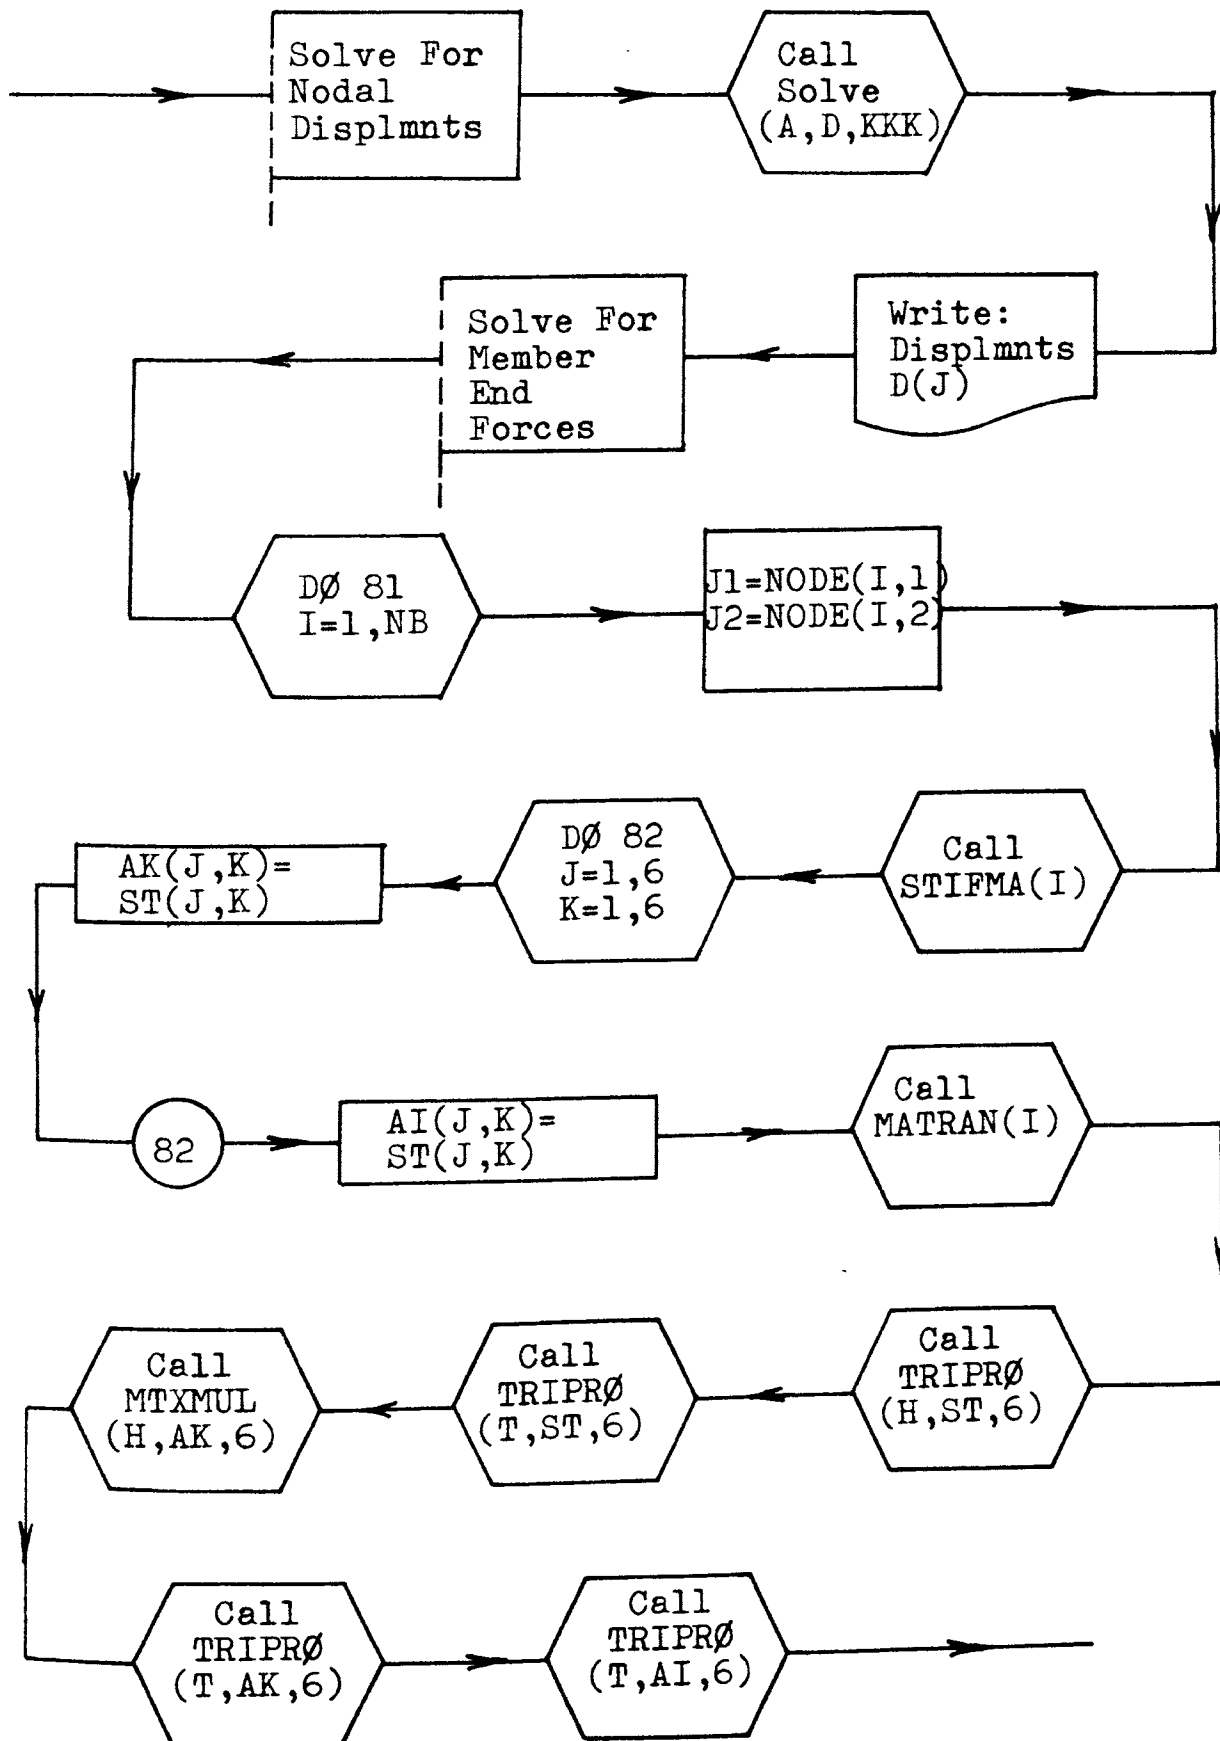 Solve For
Nodal
Displmnts
Call
Solve
(A,D,KKK)
Write:
Displmnts
D(J)
Solve For
Member
End
Forces
DØ 81
I=1,NB
J1=NODE(I,1)
J2=NODE(I,2)
Call
STIFMA(I)
DØ 82
J=1,6
K=1,6
AK(J,K)=
ST(J,K)
82
AI(J,K)=
ST(J,K)
Call
MATRAN(I)
Call
TRIPRØ
(H,ST,6)
Call
TRIPRØ
(T,ST,6)
Call
MTXMUL
(H,AK,6)
Call
TRIPRØ
(T,AK,6)
Call
TRIPRØ
(T,AI,6)